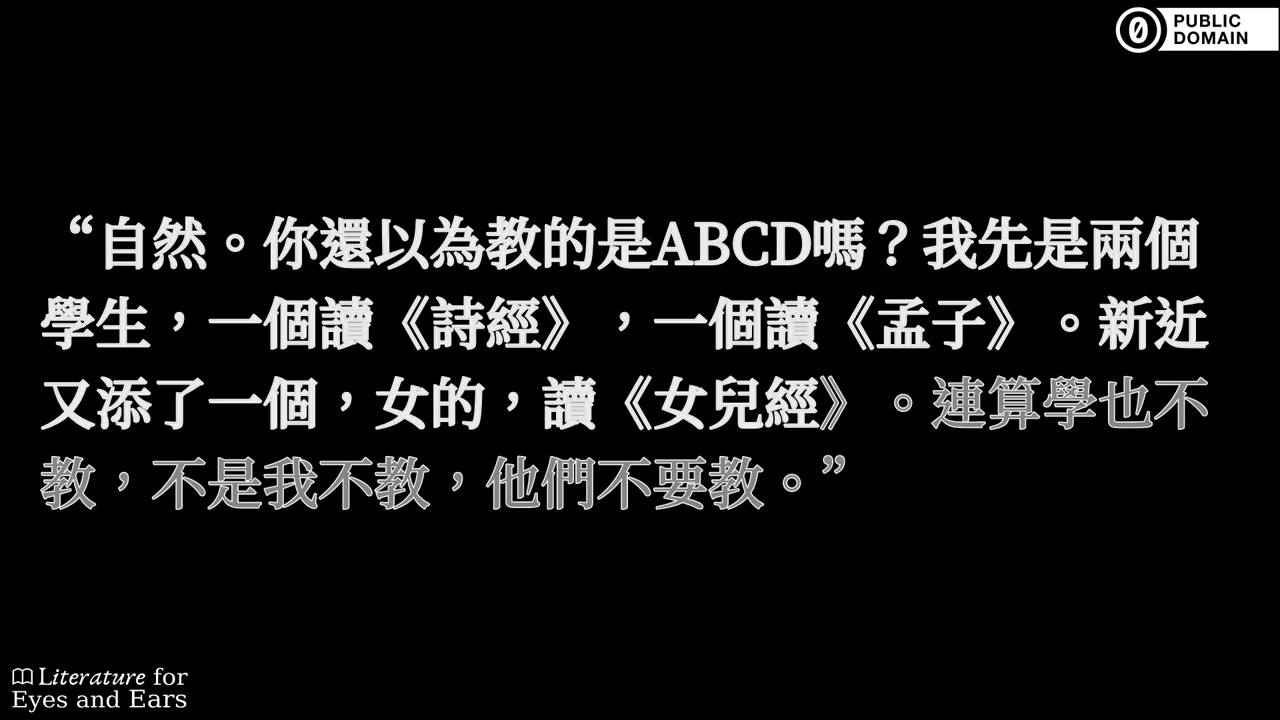 PUBLIC
DOMAIN
“自然。你還以為教的是ABCD嗎？我先是兩個
學生，一個讀《詩經》，一個讀《孟子》。新近
又添了一個，女的，讀《女兒經》。連算學也不
教，不是我不教，他們不要教。”
Literature for
Eyes and Ears